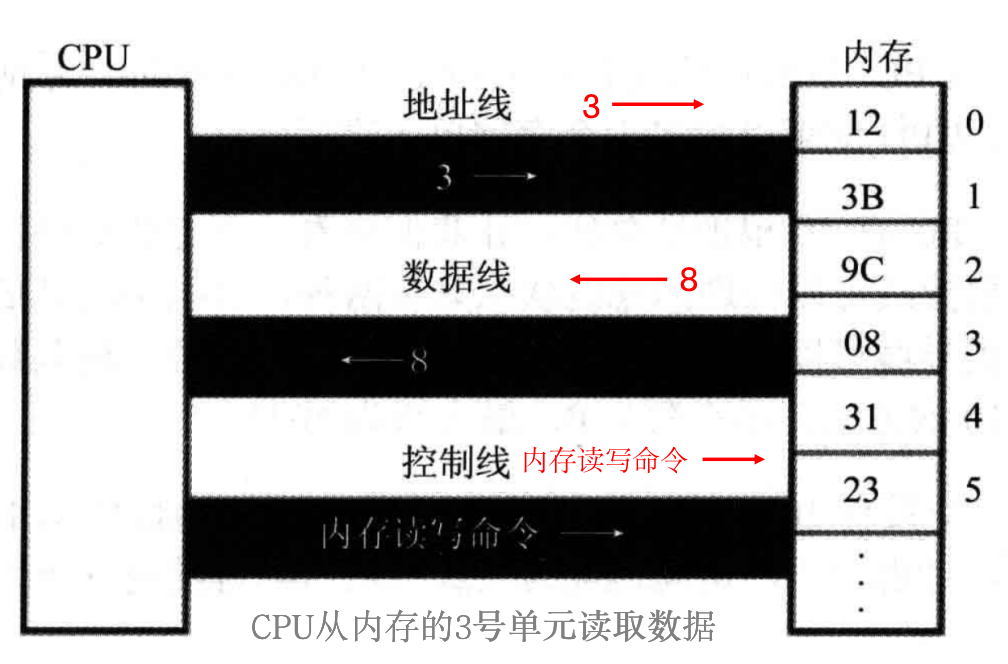 CPU
内存
地址线 3
12 0
3
3B 1
数据线 8
9C 2
8
08 3
31 4
控制线 内存读写命令
23 5
内存读写命令
CPU从内存的3号单元读取数据